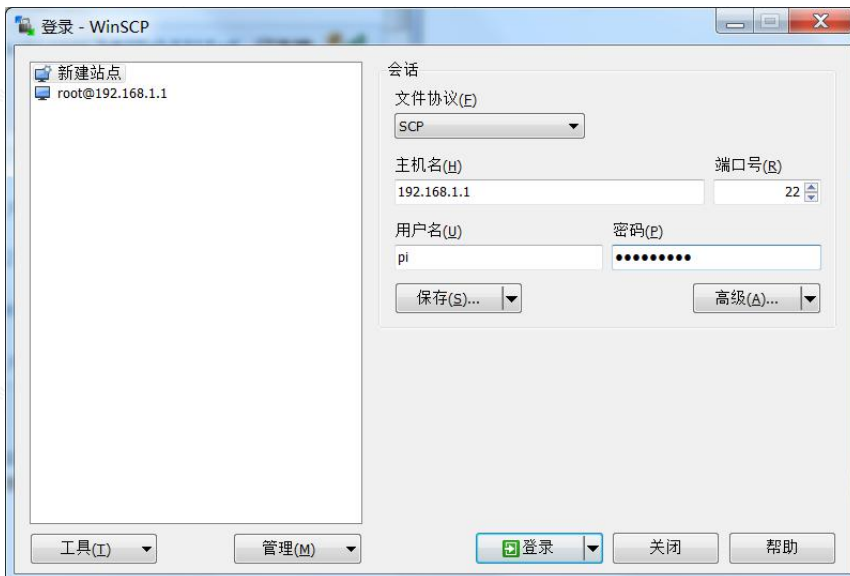 登录 - WinSCP
新建站点
root@192.168.1.1
会话
文件协议(F)
SCP
主机名(H) 端口号(R)
192.168.1.1 22
用户名(U) 密码(P)
pi ●●●●●●●●●
保存(S)... 高级(A)...
工具(T) 管理(M) 登录 关闭 帮助